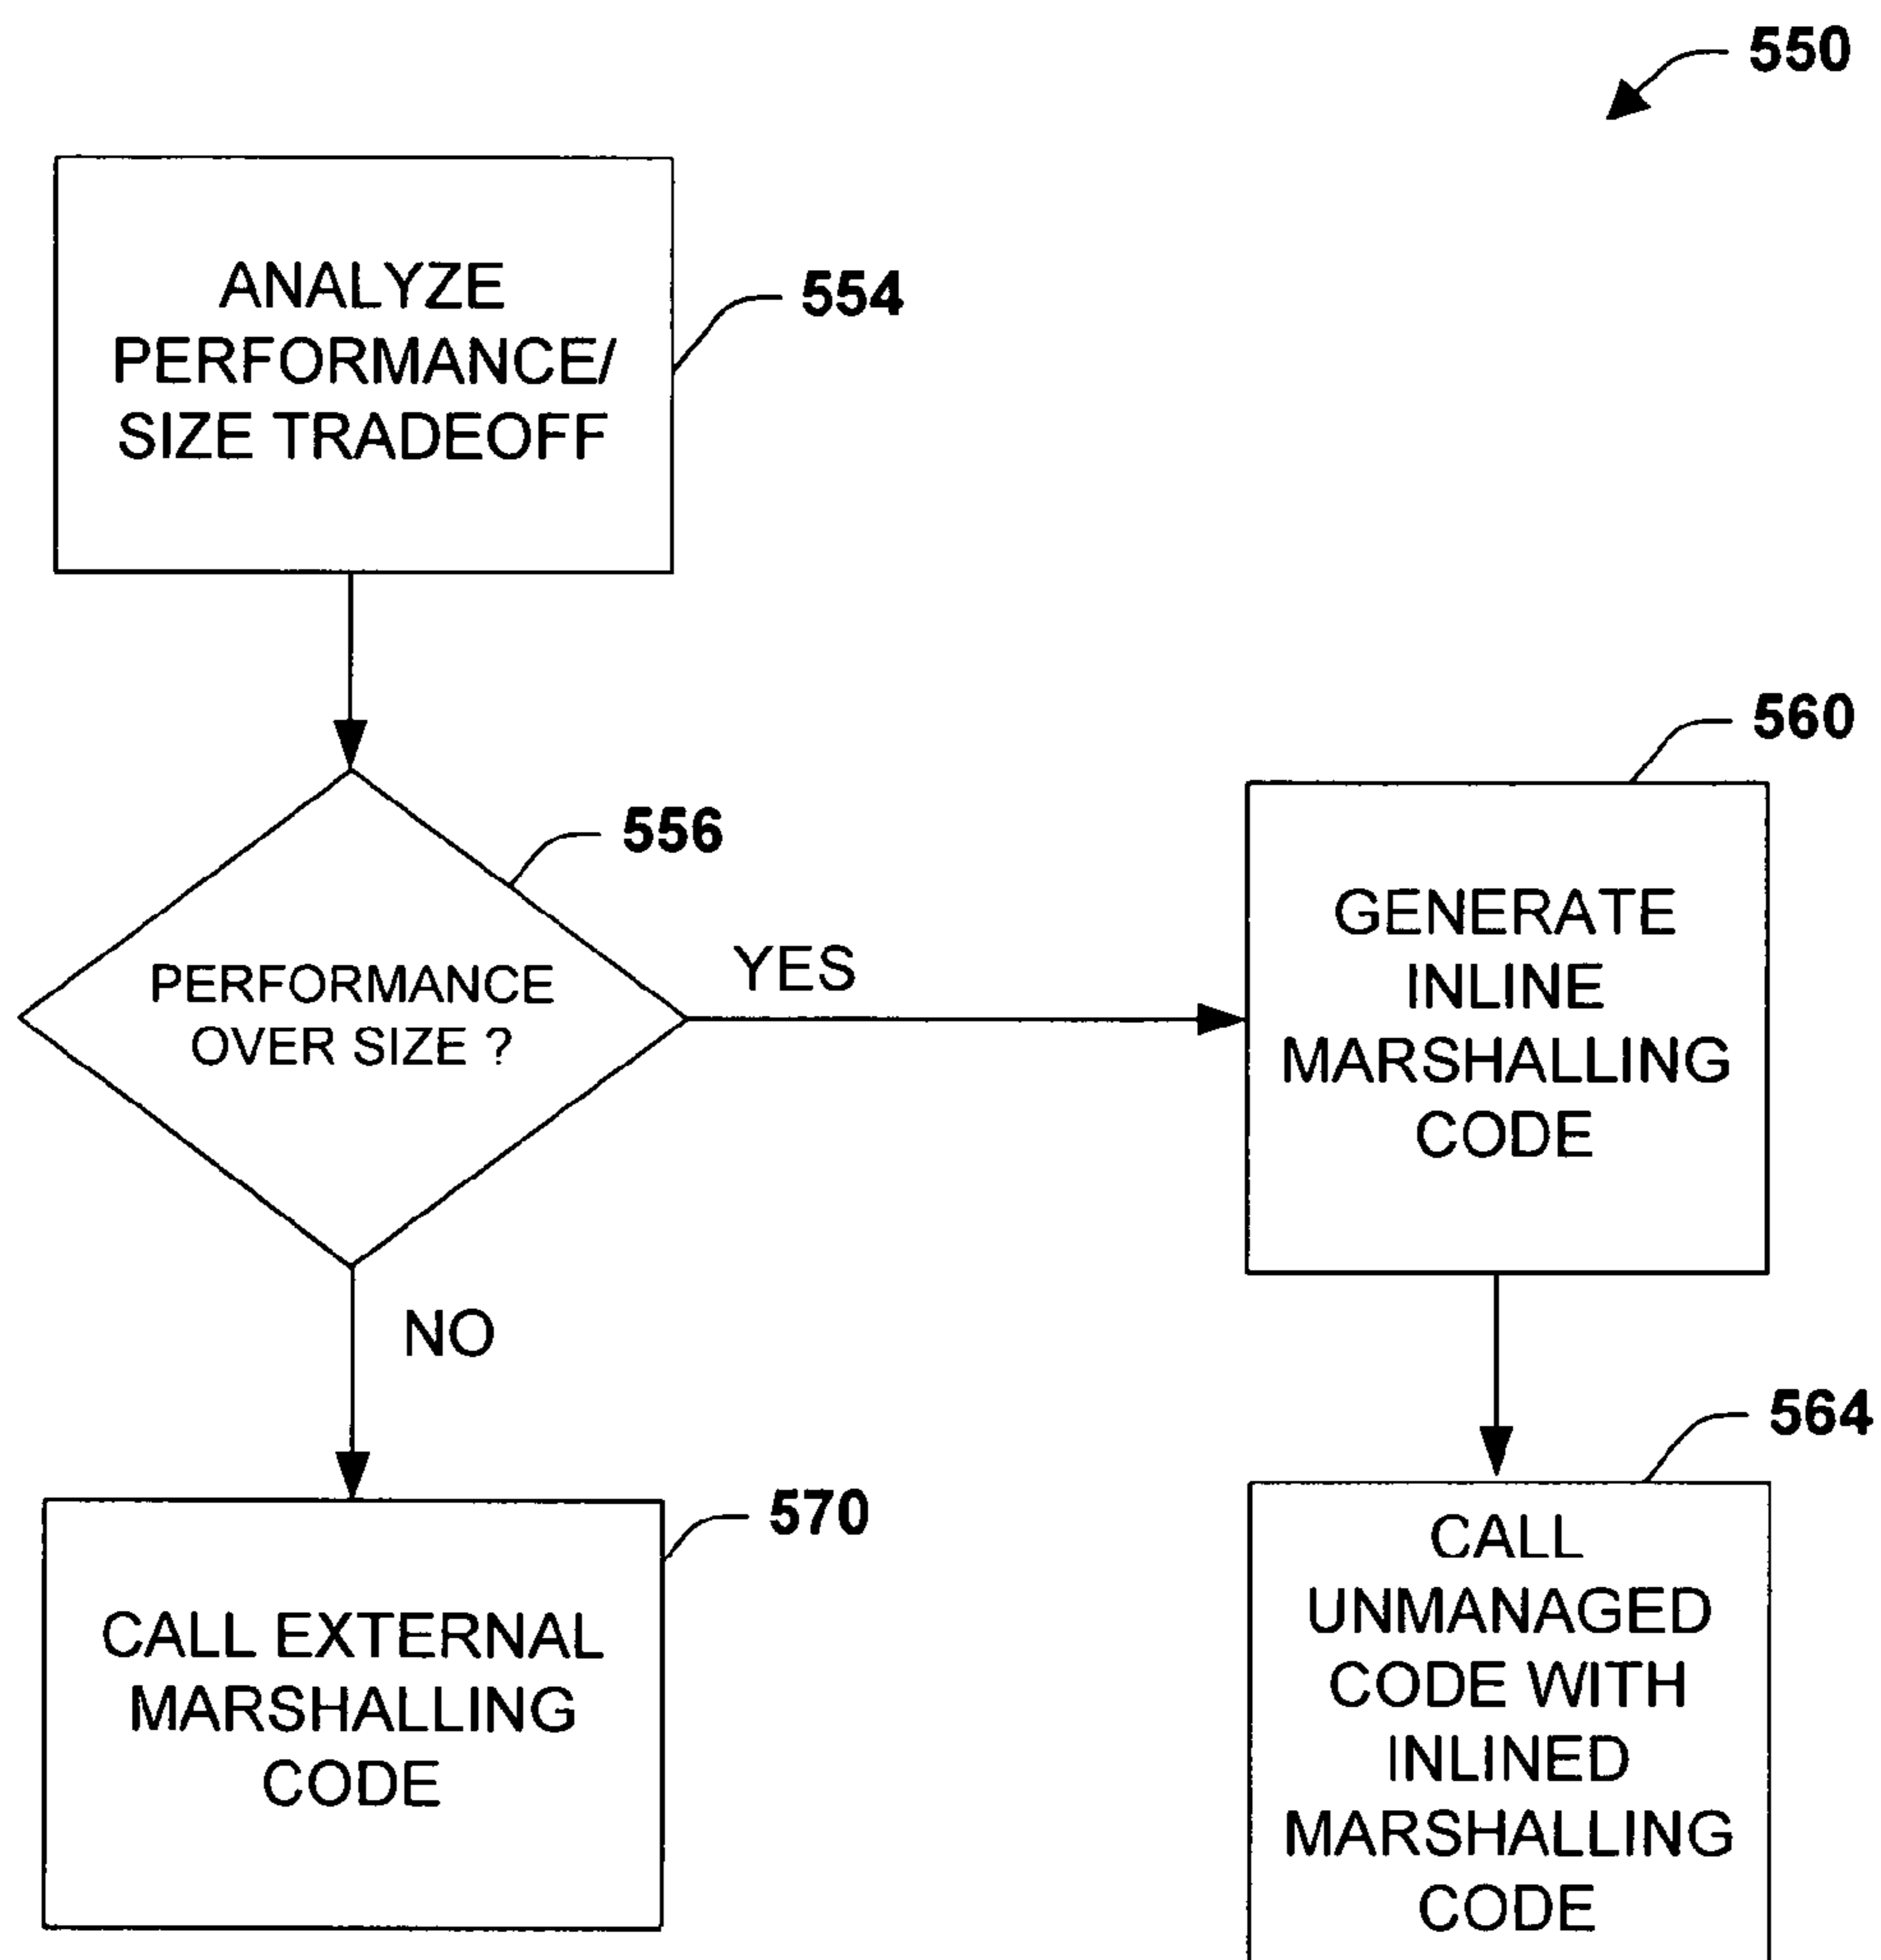 550
ANALYZE
PERFORMANCE/
SIZE TRADEOFF
554
556
PERFORMANCE
OVER SIZE ?
YES
560
GENERATE
INLINE
MARSHALLING
CODE
NO
564
CALL
UNMANAGED
CODE WITH
INLINED
MARSHALLING
CODE
570
CALL EXTERNAL
MARSHALLING
CODE